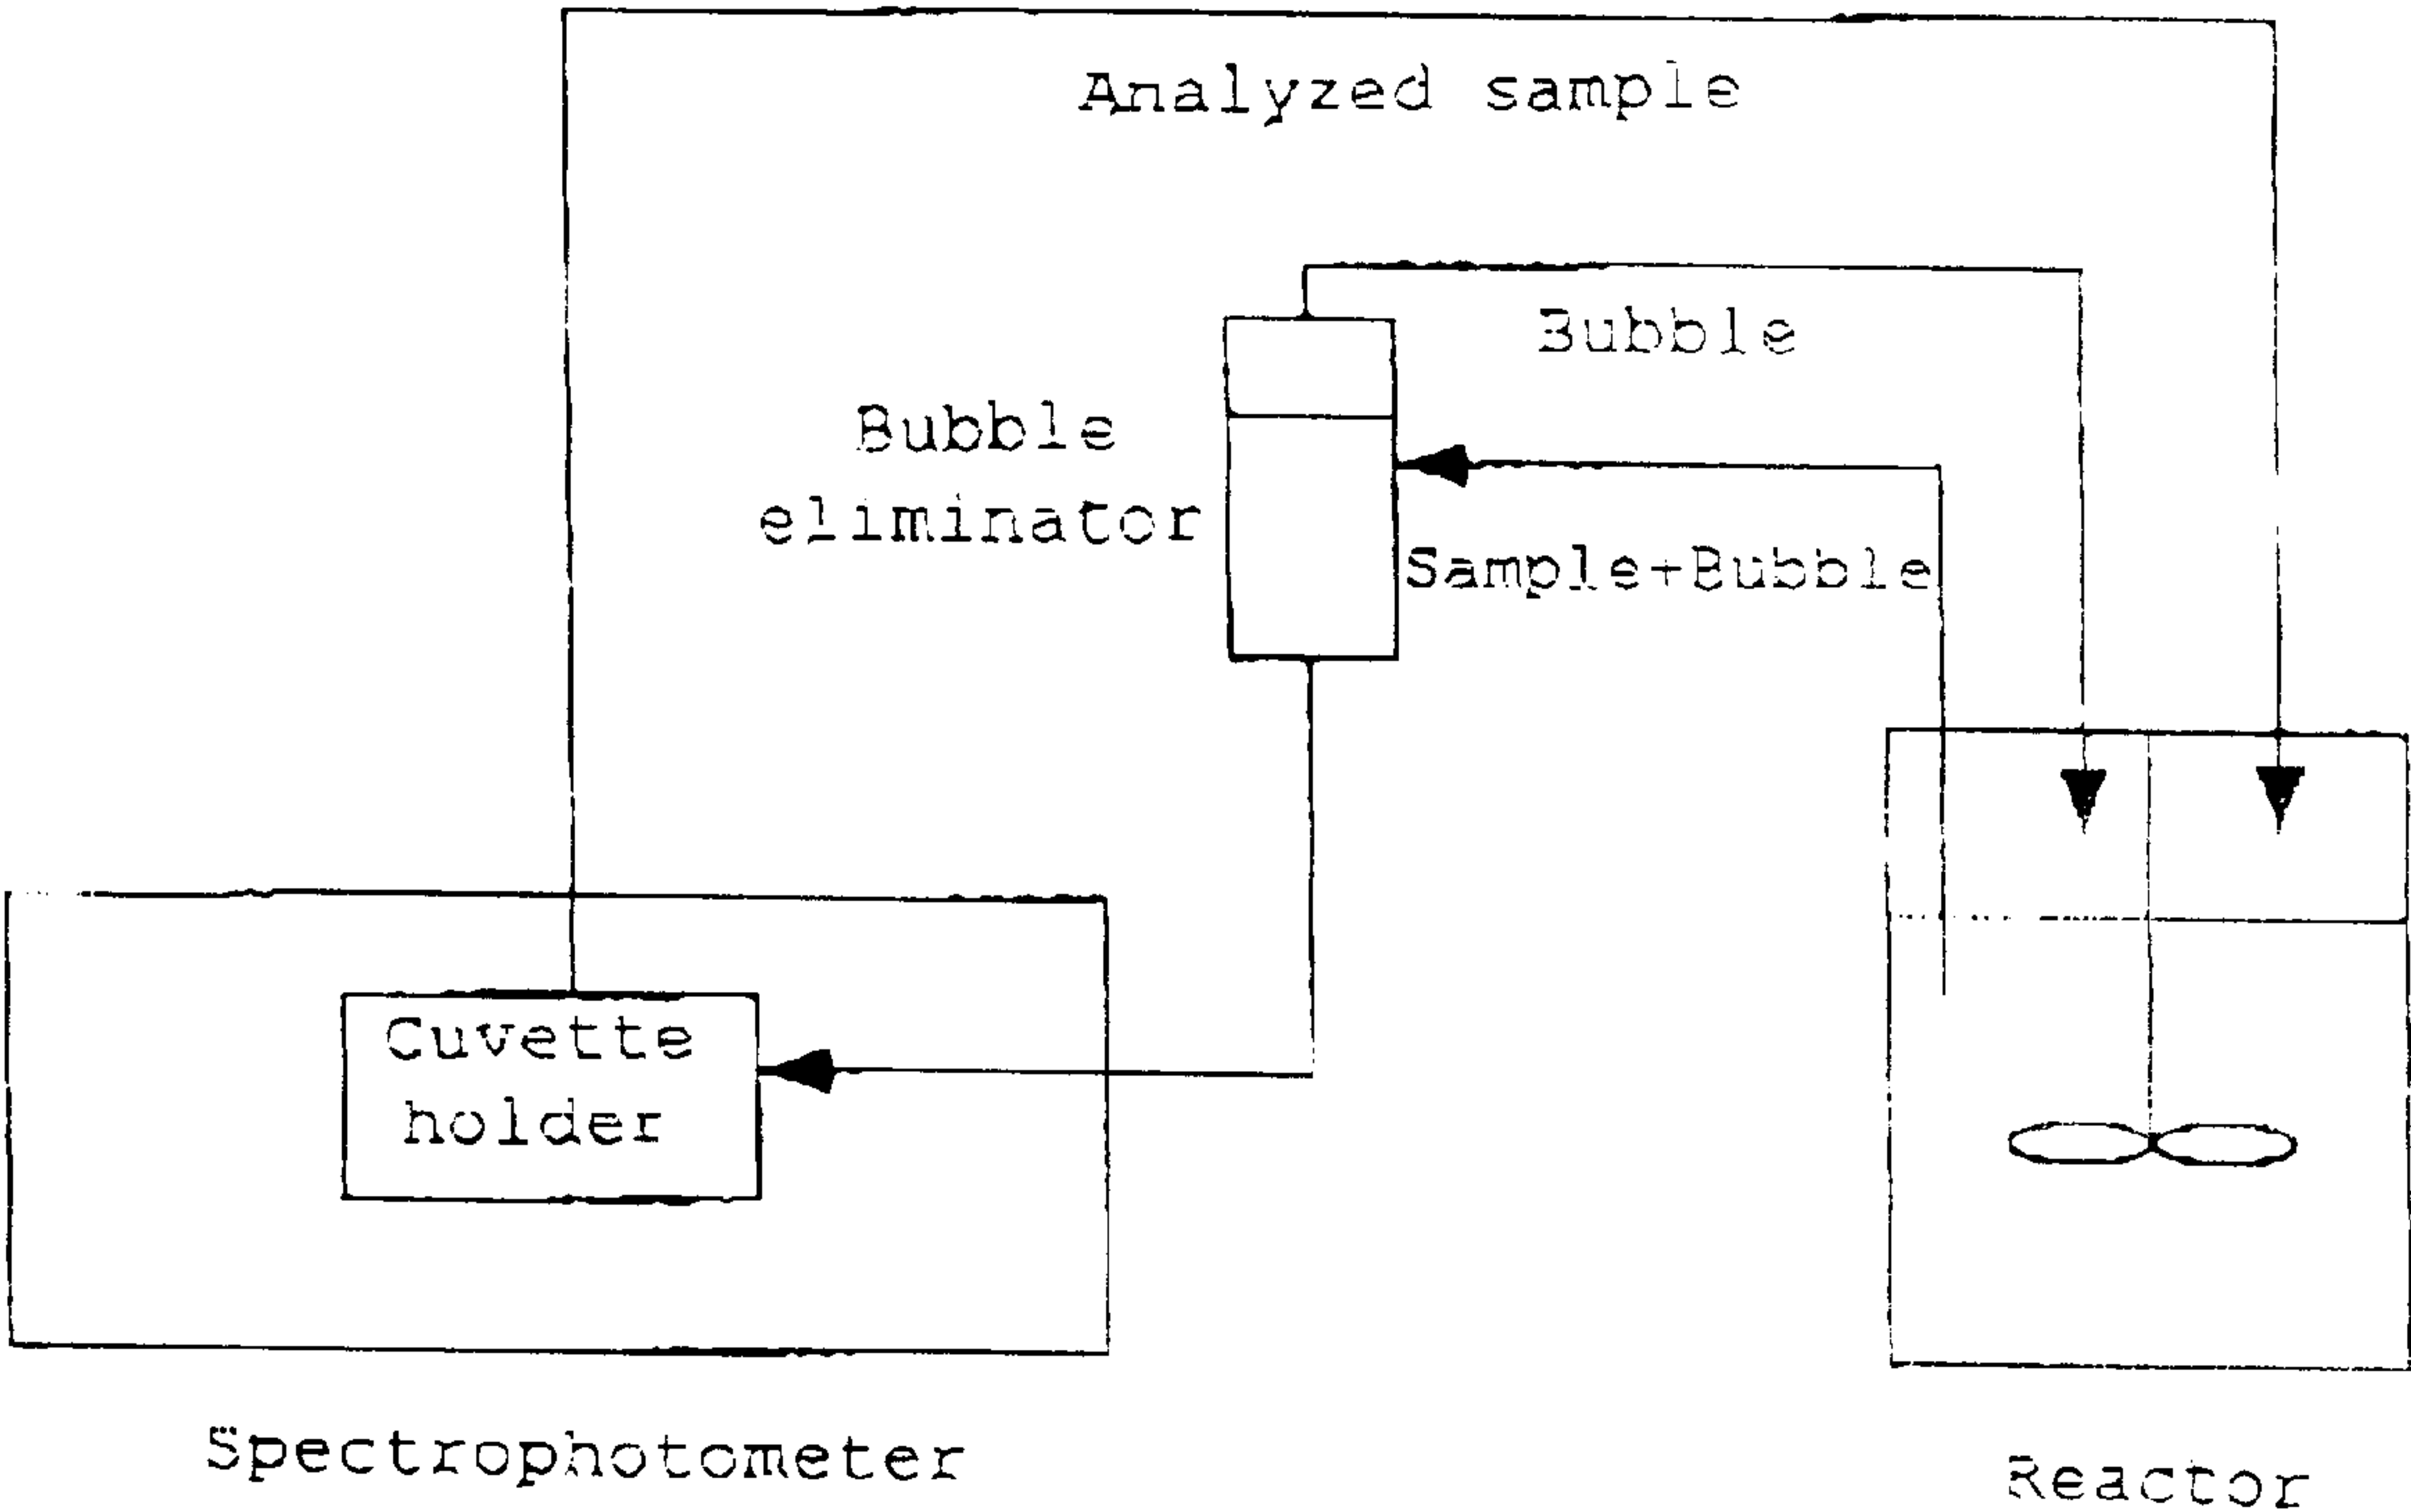 Analyzed sample
Bubble
Bubble
eliminator
Sample+Bubble
Cuvette
holder
Spectrophotometer
Reactor